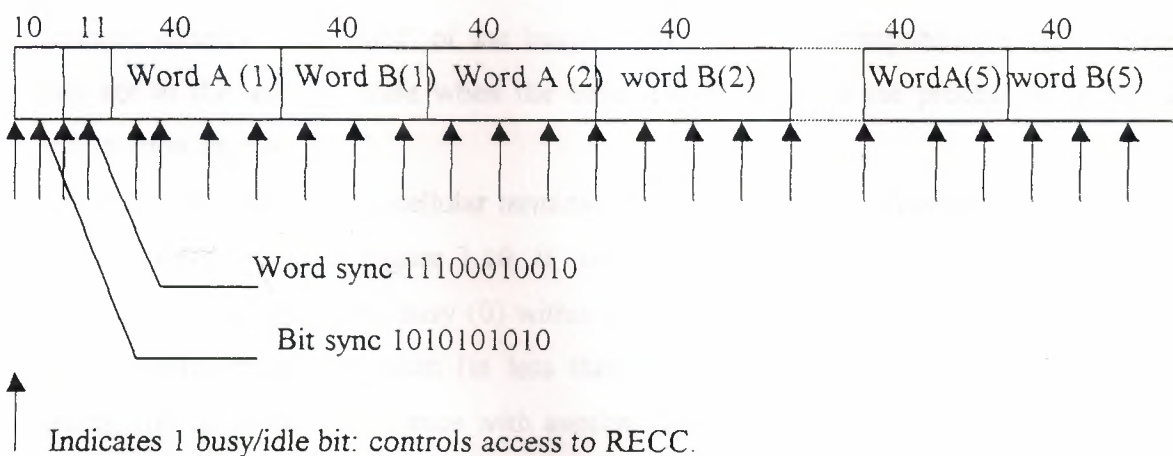 10 11 40 40 40 40 40 40
Word A (1) Word B(1) Word A (2) word B(2) WordA(5) word B(5)
Word sync 11100010010
Bit sync 1010101010
Indicates 1 busy/idle bit: controls access to RECC.